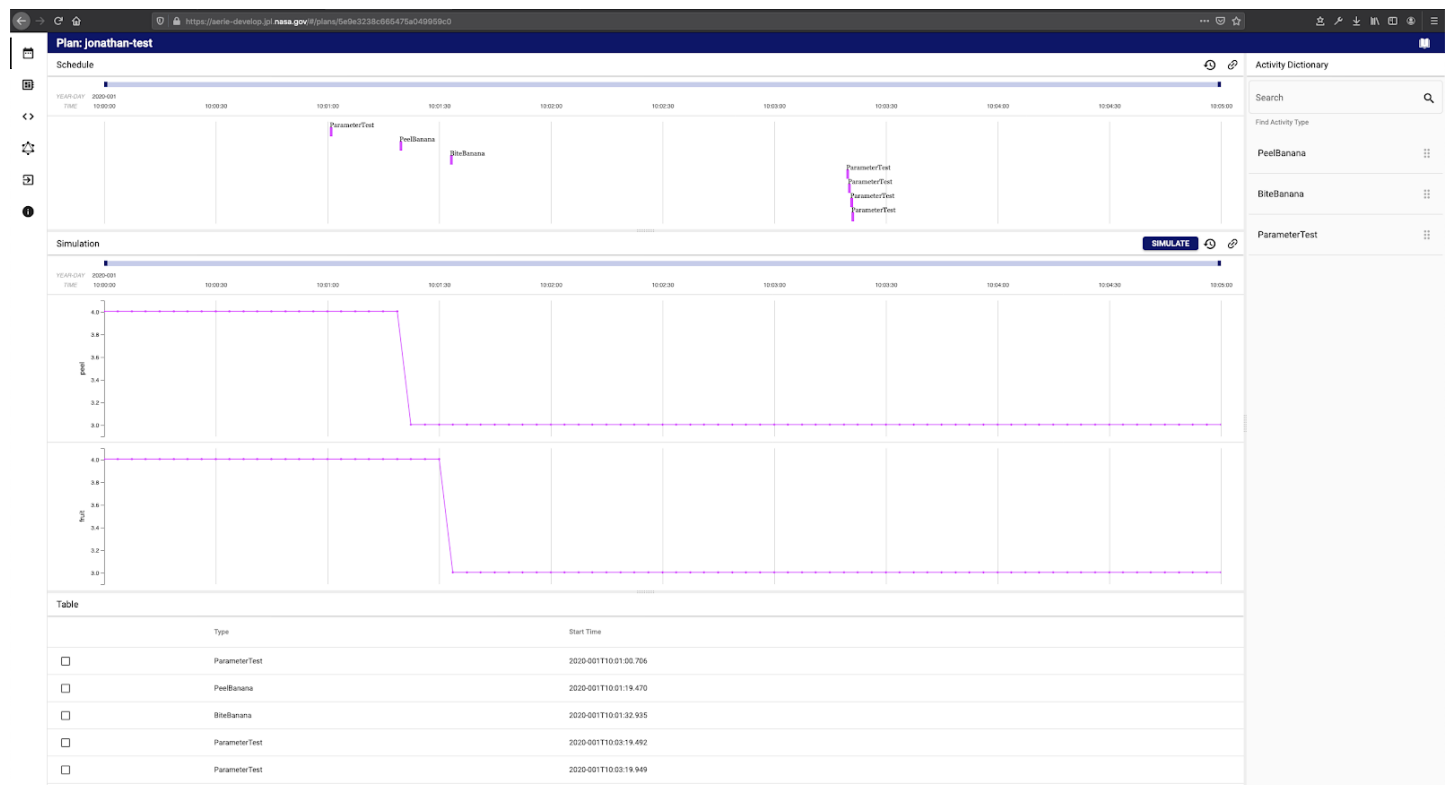 https://aerie-develop.jpl.nasa.gov/#/plans/5e9e3238c665475a049959c0
Plan: jonathan-test
Schedule
Activity Dictionary
YEAR-DAY 2020-001
TIME 10:00:00 10:00:30 10:01:00 10:01:30 10:02:00 10:02:30 10:03:00 10:03:30 10:04:00 10:04:30 10:05:00
Search
Find Activity Type
PeelBanana
BiteBanana
ParameterTest
ParameterTest
PeelBanana
BiteBanana
ParameterTest
ParameterTest
ParameterTest
ParameterTest
Simulation SIMULATE
YEAR-DAY 2020-001
TIME 10:00:00 10:00:30 10:01:00 10:01:30 10:02:00 10:02:30 10:03:00 10:03:30 10:04:00 10:04:30 10:05:00
peel
4.0
3.8
3.6
3.4
3.2
3.0
fruit
4.0
3.8
3.6
3.4
3.2
3.0
Table
Type Start Time
ParameterTest 2020-001T10:01:00.706
PeelBanana 2020-001T10:01:19.470
BiteBanana 2020-001T10:01:32.935
ParameterTest 2020-001T10:03:19.492
ParameterTest 2020-001T10:03:19.949